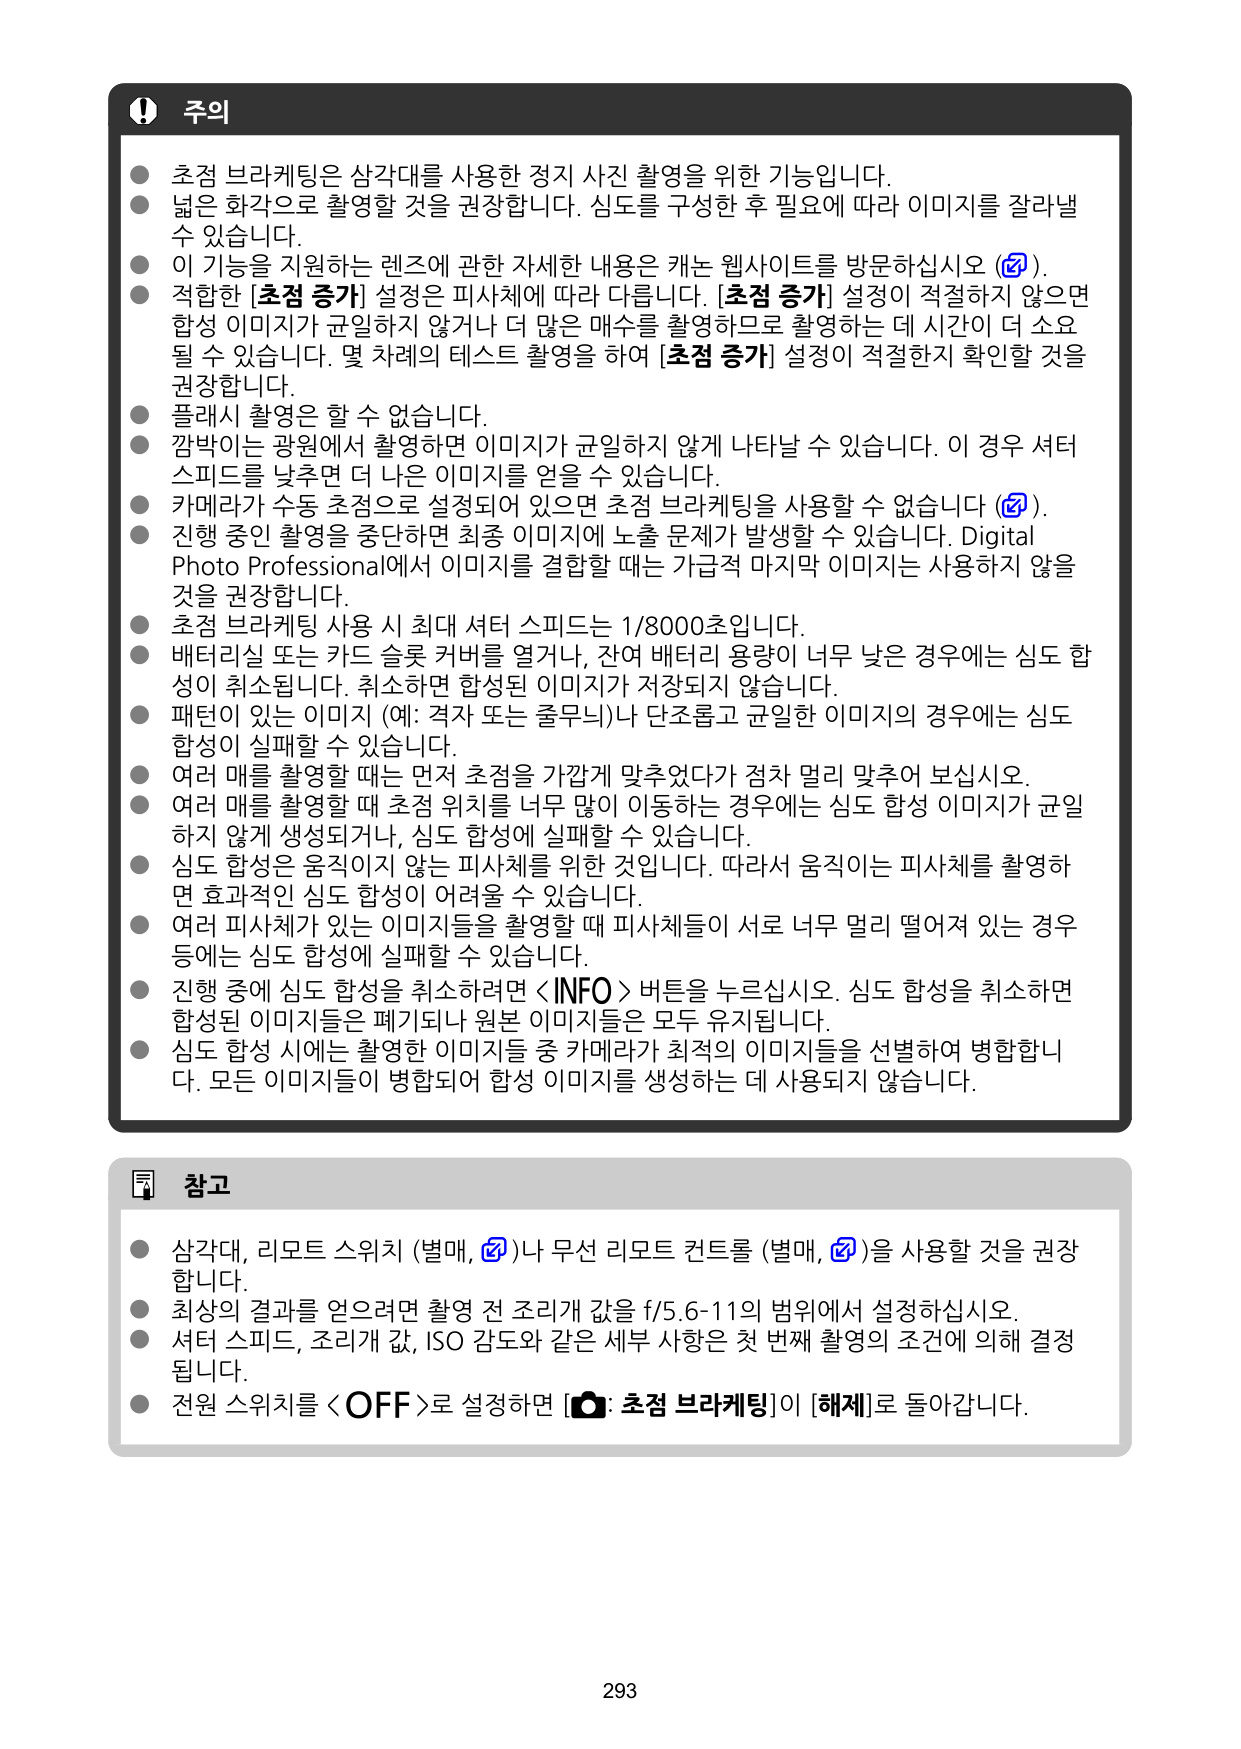 주의
● 초점 브라케팅은 삼각대를 사용한 정지 사진 촬영을 위한 기능입니다.
● 넓은 화각으로 촬영할 것을 권장합니다. 심도를 구성한 후 필요에 따라 이미지를 잘라낼
수 있습니다.
● 이 기능을 지원하는 렌즈에 관한 자세한 내용은 캐논 웹사이트를 방문하십시오 ( ).
● 적합한 [초점 증가] 설정은 피사체에 따라 다릅니다. [초점 증가] 설정이 적절하지 않으면
합성 이미지가 균일하지 않거나 더 많은 매수를 촬영하므로 촬영하는 데 시간이 더 소요
될 수 있습니다. 몇 차례의 테스트 촬영을 하여 [초점 증가] 설정이 적절한지 확인할 것을
권장합니다.
● 플래시 촬영은 할 수 없습니다.
● 깜박이는 광원에서 촬영하면 이미지가 균일하지 않게 나타날 수 있습니다. 이 경우 셔터
스피드를 낮추면 더 나은 이미지를 얻을 수 있습니다.
● 카메라가 수동 초점으로 설정되어 있으면 초점 브라케팅을 사용할 수 없습니다 ( ).
● 진행 중인 촬영을 중단하면 최종 이미지에 노출 문제가 발생할 수 있습니다. Digital
Photo Professional에서 이미지를 결합할 때는 가급적 마지막 이미지는 사용하지 않을
것을 권장합니다.
● 초점 브라케팅 사용 시 최대 셔터 스피드는 1/8000초입니다.
● 배터리실 또는 카드 슬롯 커버를 열거나, 잔여 배터리 용량이 너무 낮은 경우에는 심도 합
성이 취소됩니다. 취소하면 합성된 이미지가 저장되지 않습니다.
● 패턴이 있는 이미지 (예: 격자 또는 줄무늬)나 단조롭고 균일한 이미지의 경우에는 심도
합성이 실패할 수 있습니다.
● 여러 매를 촬영할 때는 먼저 초점을 가깝게 맞추었다가 점차 멀리 맞추어 보십시오.
● 여러 매를 촬영할 때 초점 위치를 너무 많이 이동하는 경우에는 심도 합성 이미지가 균일
하지 않게 생성되거나, 심도 합성에 실패할 수 있습니다.
● 심도 합성은 움직이지 않는 피사체를 위한 것입니다. 따라서 움직이는 피사체를 촬영하
면 효과적인 심도 합성이 어려울 수 있습니다.
● 여러 피사체가 있는 이미지들을 촬영할 때 피사체들이 서로 너무 멀리 떨어져 있는 경우
등에는 심도 합성에 실패할 수 있습니다.
● 진행 중에 심도 합성을 취소하려면 <INFO> 버튼을 누르십시오. 심도 합성을 취소하면
합성된 이미지들은 폐기되나 원본 이미지들은 모두 유지됩니다.
● 심도 합성 시에는 촬영한 이미지들 중 카메라가 최적의 이미지들을 선별하여 병합합니
다. 모든 이미지들이 병합되어 합성 이미지를 생성하는 데 사용되지 않습니다.
참고
● 삼각대, 리모트 스위치 (별매, )나 무선 리모트 컨트롤 (별매, )을 사용할 것을 권장
합니다.
● 최상의 결과를 얻으려면 촬영 전 조리개 값을 f/5.6-11의 범위에서 설정하십시오.
● 셔터 스피드, 조리개 값, ISO 감도와 같은 세부 사항은 첫 번째 촬영의 조건에 의해 결정
됩니다.
● 전원 스위치를 <OFF>로 설정하면 [ : 초점 브라케팅]이 [해제]로 돌아갑니다.
293